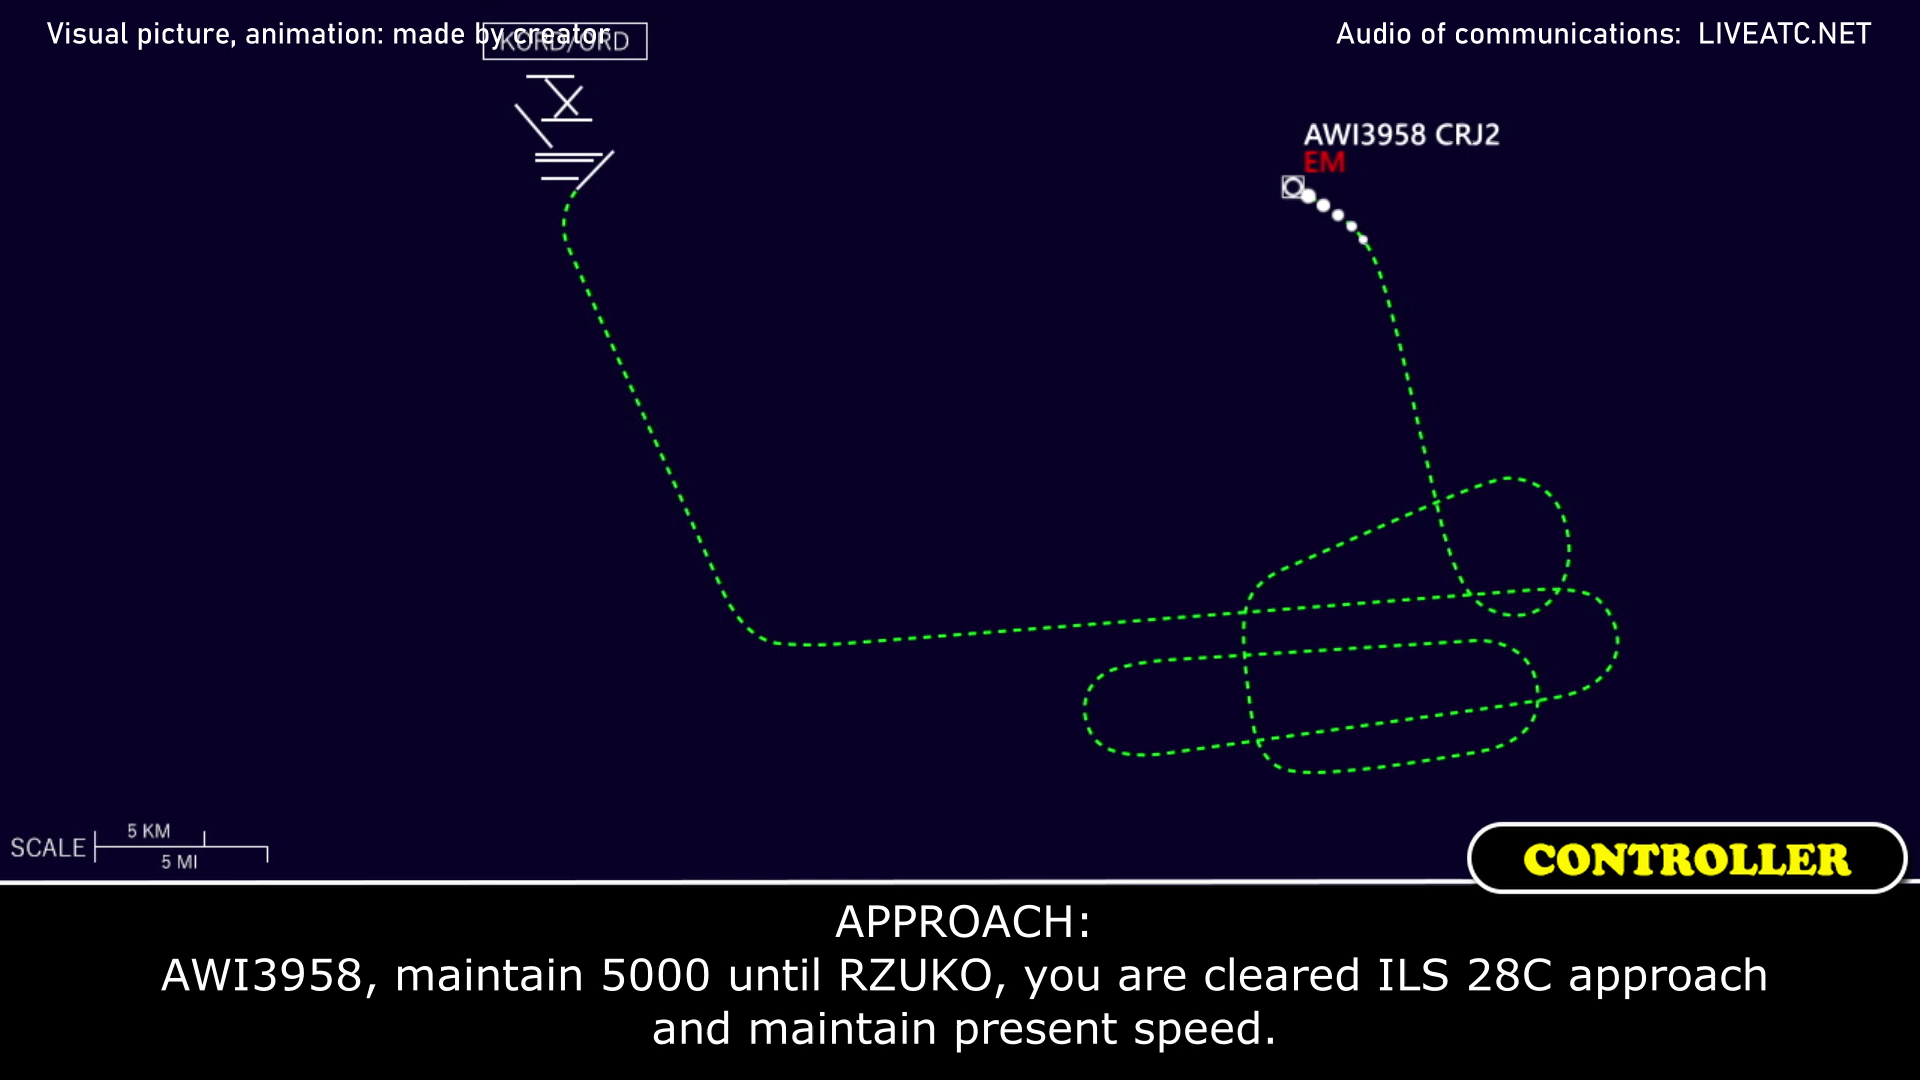 Visual picture, animation: made by creator
KORD/ORD
Audio of communications: LIVEATC.NET
AWI3958 CRJ2
EM
5 KM
SCALE
5 MI
CONTROLLER
APPROACH:
AWI3958, maintain 5000 until RZUKO, you are cleared ILS 28C approach
and maintain present speed.